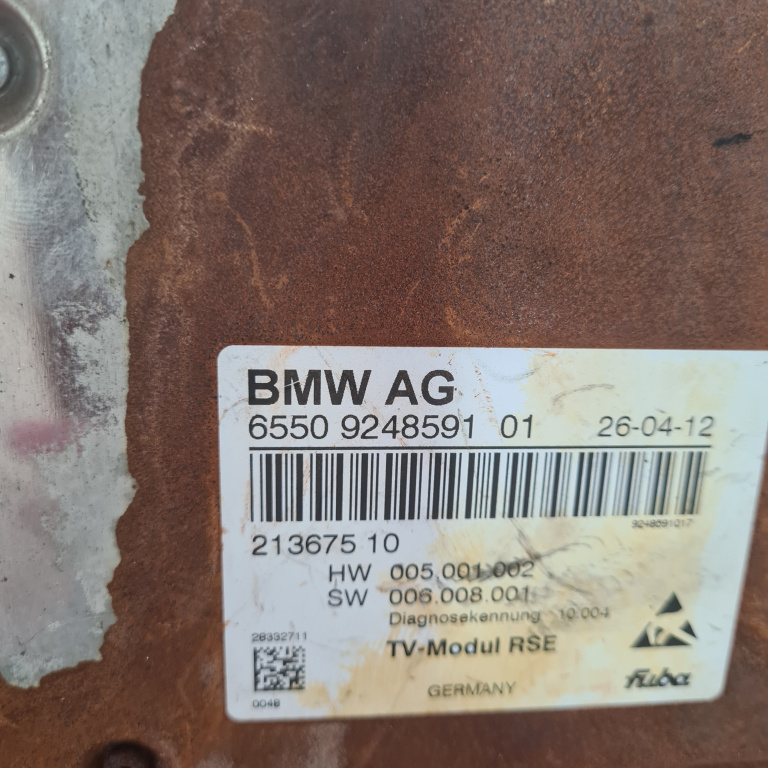 BMW AG
6550 9248591 01 26-04-12
9248591017
213675 10
HW 005.001.002
SW 006.008.001
Diagnosekennung 10.004
28332711
TV-Modul RSE
fuba
GERMANY
0048